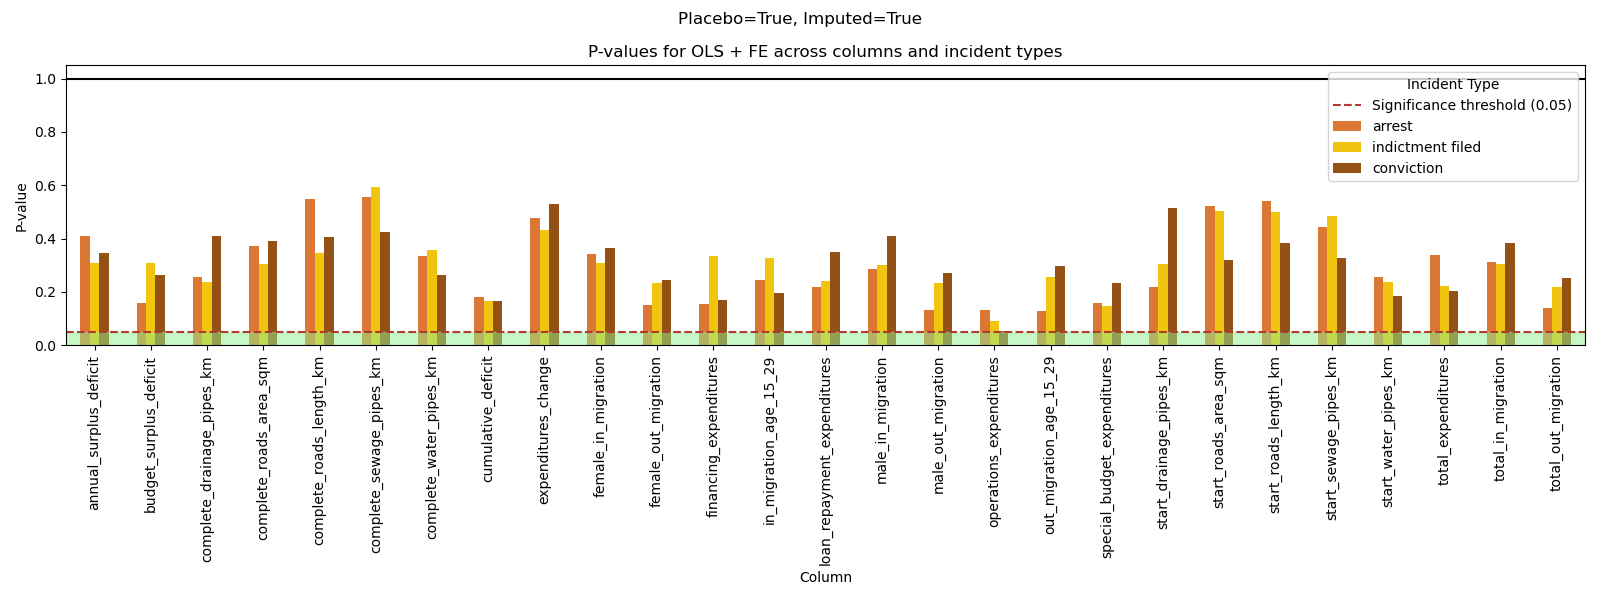 Placebo=True, Imputed=True
P-values for OLS + FE across columns and incident types
P-value
1.0
0.8
0.6
0.4
0.2
0.0
Incident Type
Significance threshold (0.05)
arrest
indictment filed
conviction
annual_surplus_deficit
budget_surplus_deficit
complete_drainage_pipes_km
complete_roads_area_sqm
complete_roads_length_km
complete_sewage_pipes_km
complete_water_pipes_km
cumulative_deficit
expenditures_change
female_in_migration
female_out_migration
financing_expenditures
in_migration_age_15_29
loan_repayment_expenditures
male_in_migration
male_out_migration
operations_expenditures
out_migration_age_15_29
special_budget_expenditures
start_drainage_pipes_km
start_roads_area_sqm
start_roads_length_km
start_sewage_pipes_km
start_water_pipes_km
total_expenditures
total_in_migration
total_out_migration
Column